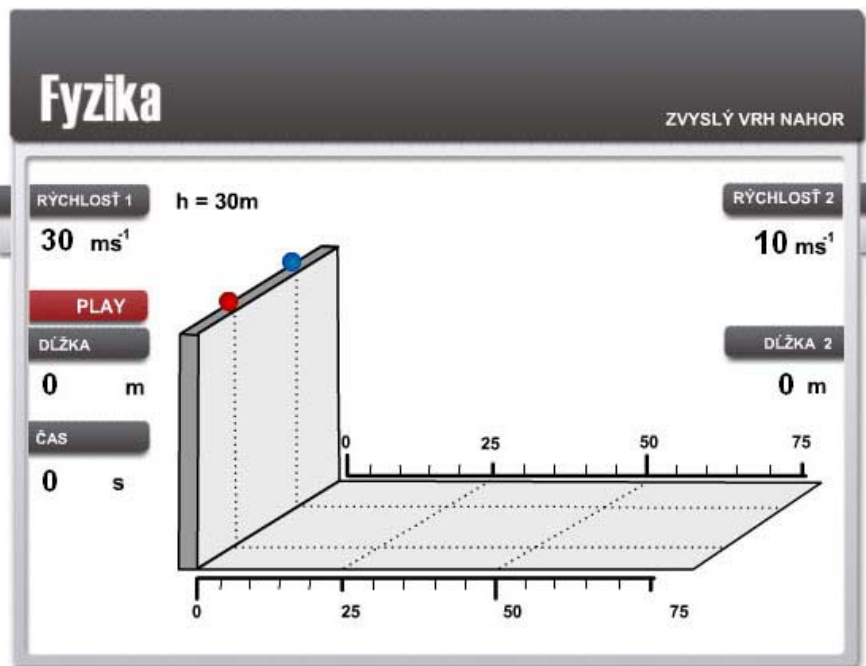 Fyzika
ZVYSLÝ VRH NAHOR
RÝCHLOSŤ 1
h = 30m
RÝCHLOSŤ 2
30 ms⁻¹
10 ms⁻¹
PLAY
DĹŽKA
DĹŽKA 2
0 m
0 m
ČAS
0 s
0 25 50 75
0 25 50 75